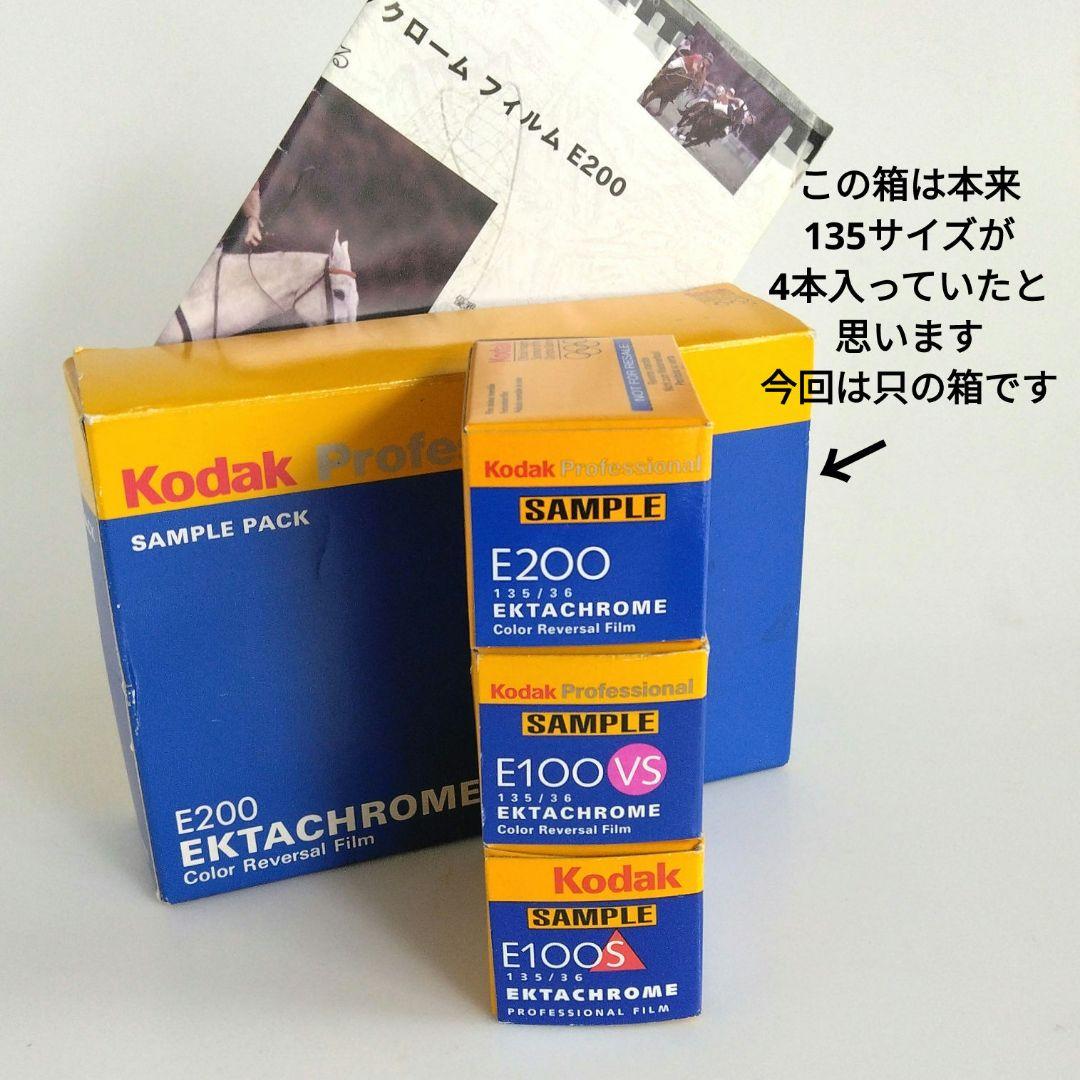 クローム フィルム E200
る
この箱は本来
135サイズが
4本入っていたと
思います
今回は只の箱です
Kodak Profe
SAMPLE PACK
E200
EKTACHROME
Color Reversal Film
Kodak
NOT FOR RESALE
Kodak Professional
SAMPLE
E200
135/36
EKTACHROME
Color Reversal Film
Kodak Professional
SAMPLE
E100VS
135/36
EKTACHROME
Color Reversal Film
Kodak
SAMPLE
E100S
135/36
EKTACHROME
PROFESSIONAL FILM